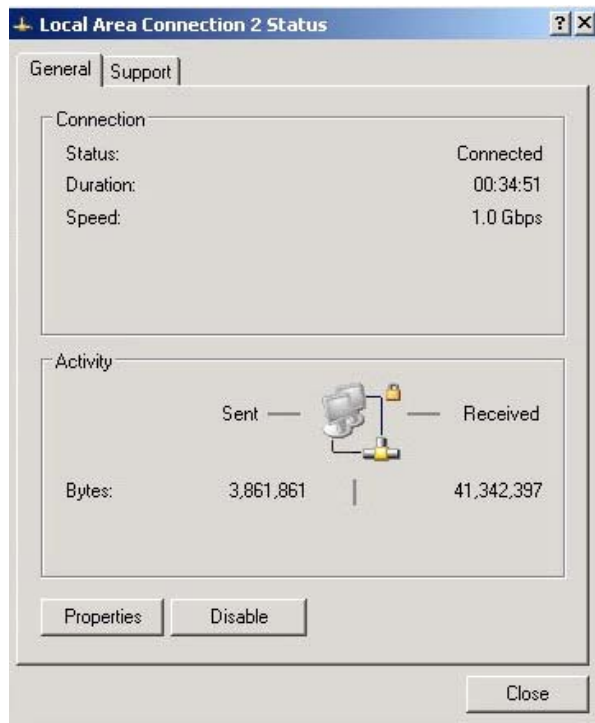 Local Area Connection 2 Status
General Support
Connection
Status: Connected
Duration: 00:34:51
Speed: 1.0 Gbps
Activity
Sent Received
Bytes: 3,861,861 41,342,397
Properties Disable
Close